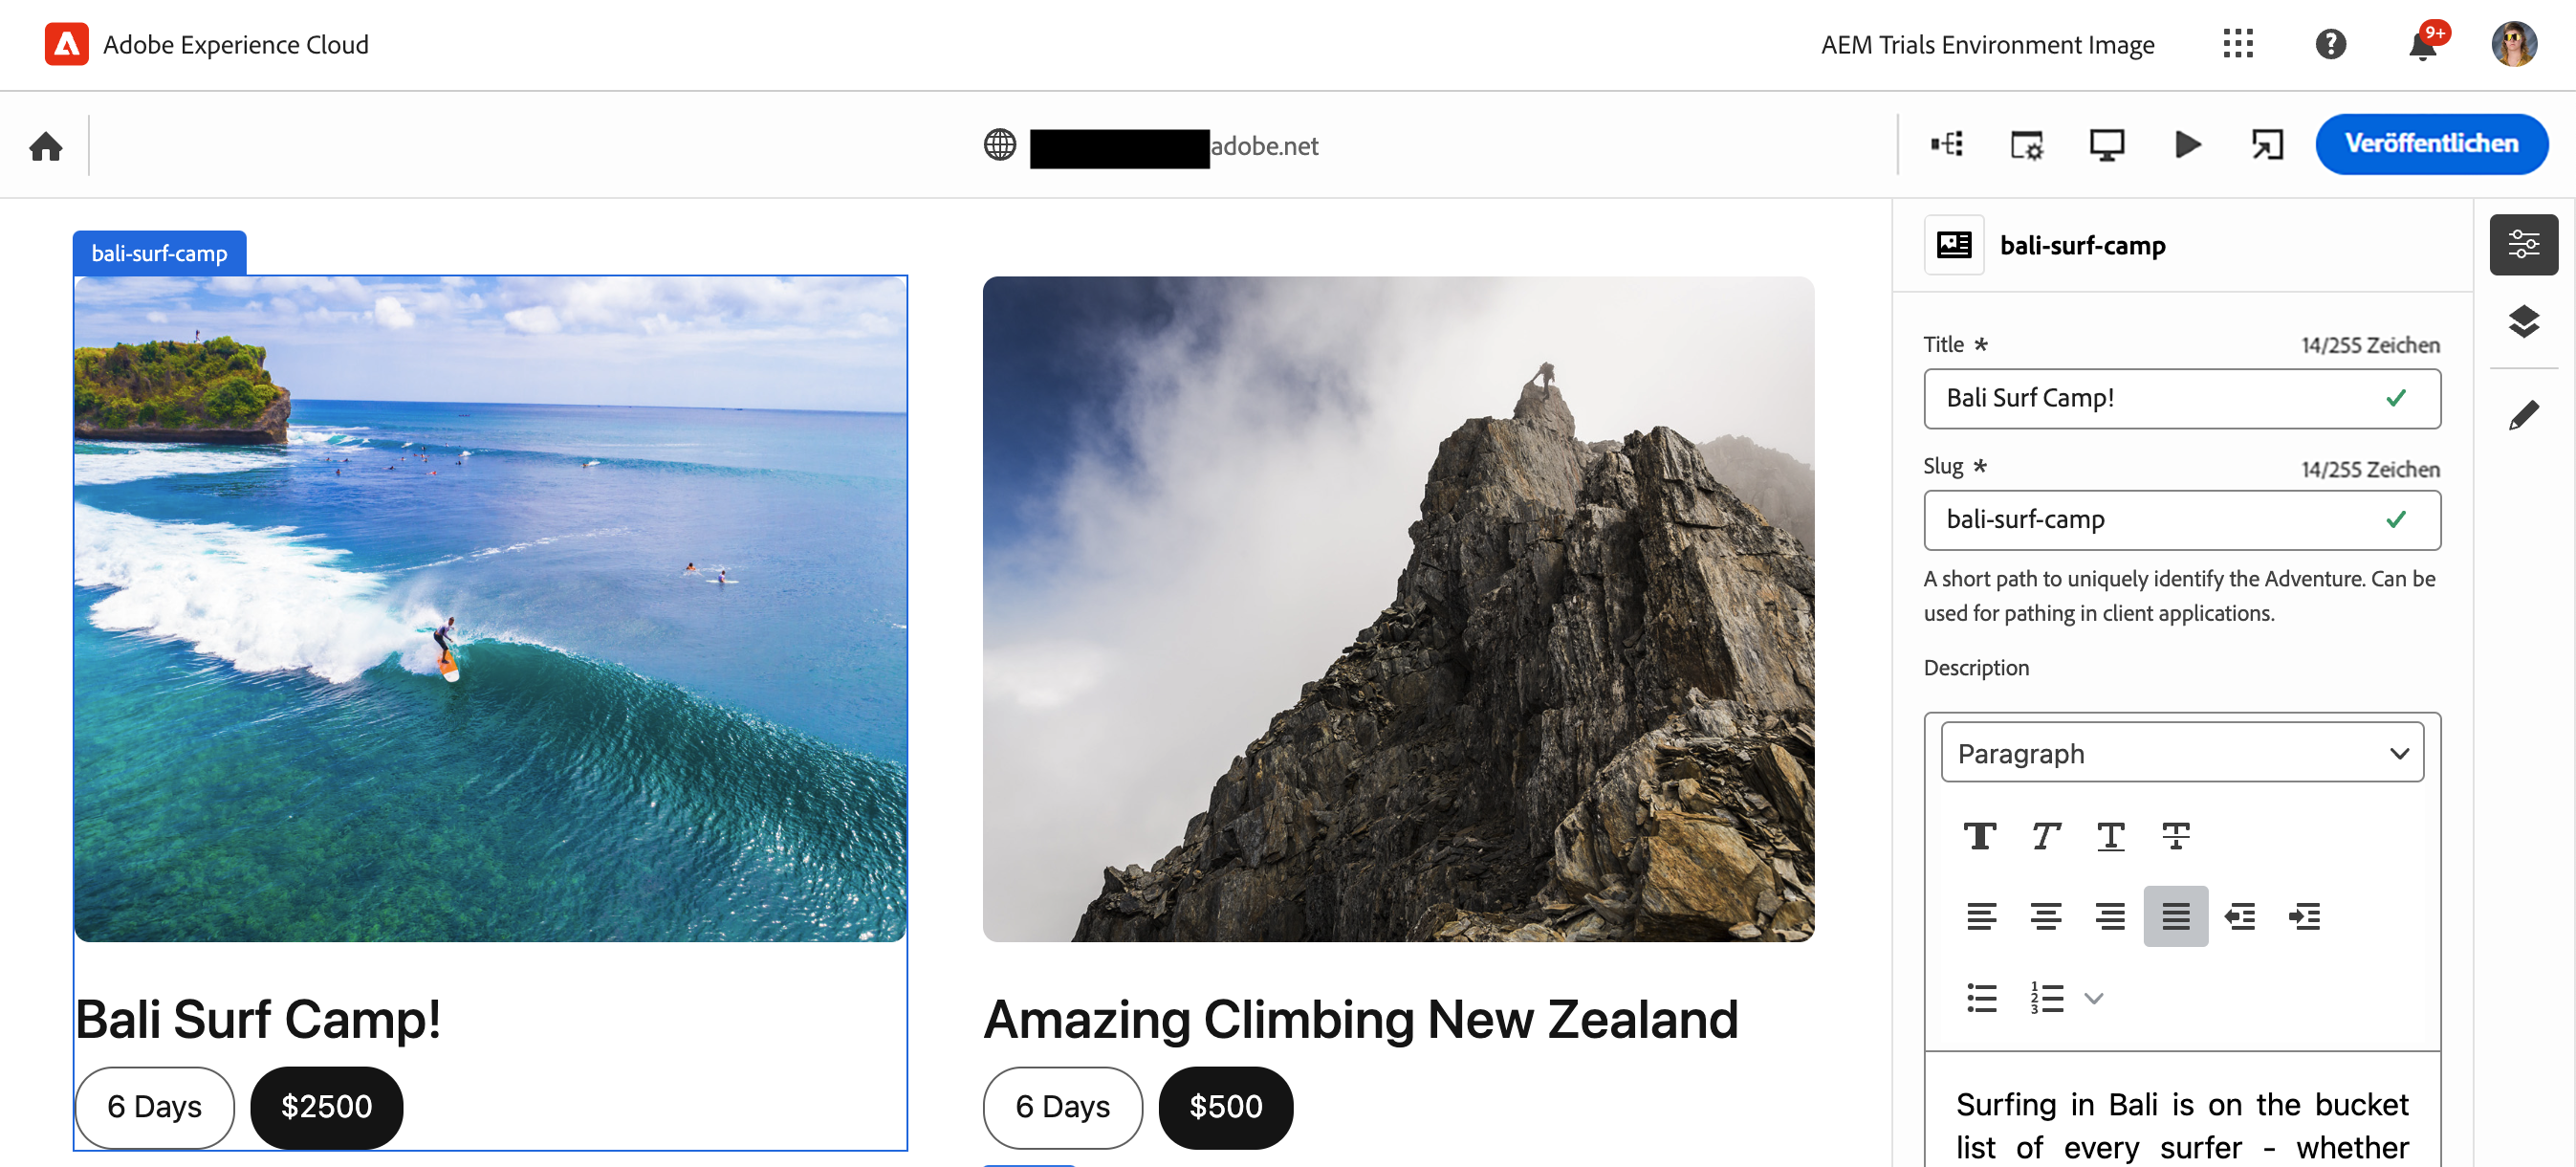 Adobe Experience Cloud
AEM Trials Environment Image
9+
adobe.net
Veröffentlichen
bali-surf-camp
Bali Surf Camp!
6 Days
$2500
Amazing Climbing New Zealand
6 Days
$500
bali-surf-camp
Title *
14/255 Zeichen
Bali Surf Camp!
Slug *
14/255 Zeichen
bali-surf-camp
A short path to uniquely identify the Adventure. Can be
used for pathing in client applications.
Description
Paragraph
Surfing in Bali is on the bucket
list of every surfer - whether